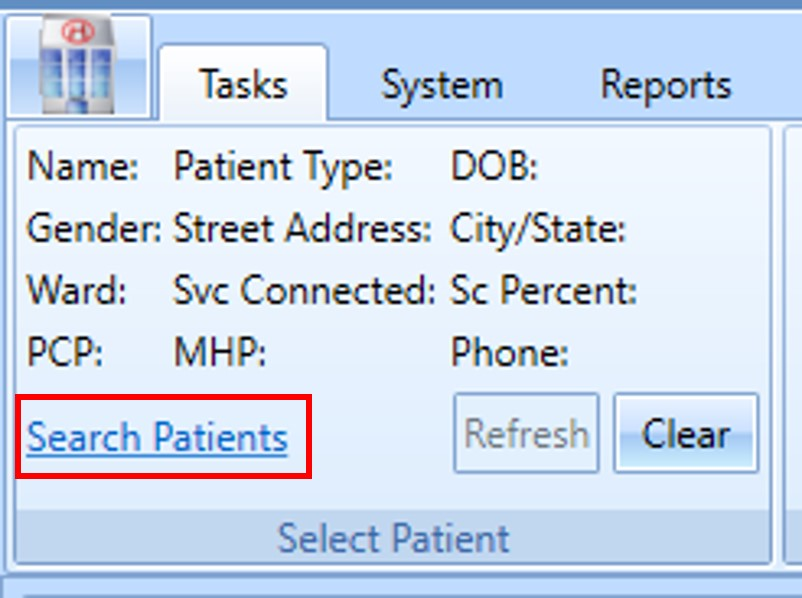 H
Tasks System Reports
Name: Patient Type: DOB:
Gender: Street Address: City/State:
Ward: Svc Connected: Sc Percent:
PCP: MHP: Phone:
Search Patients Refresh Clear
Select Patient